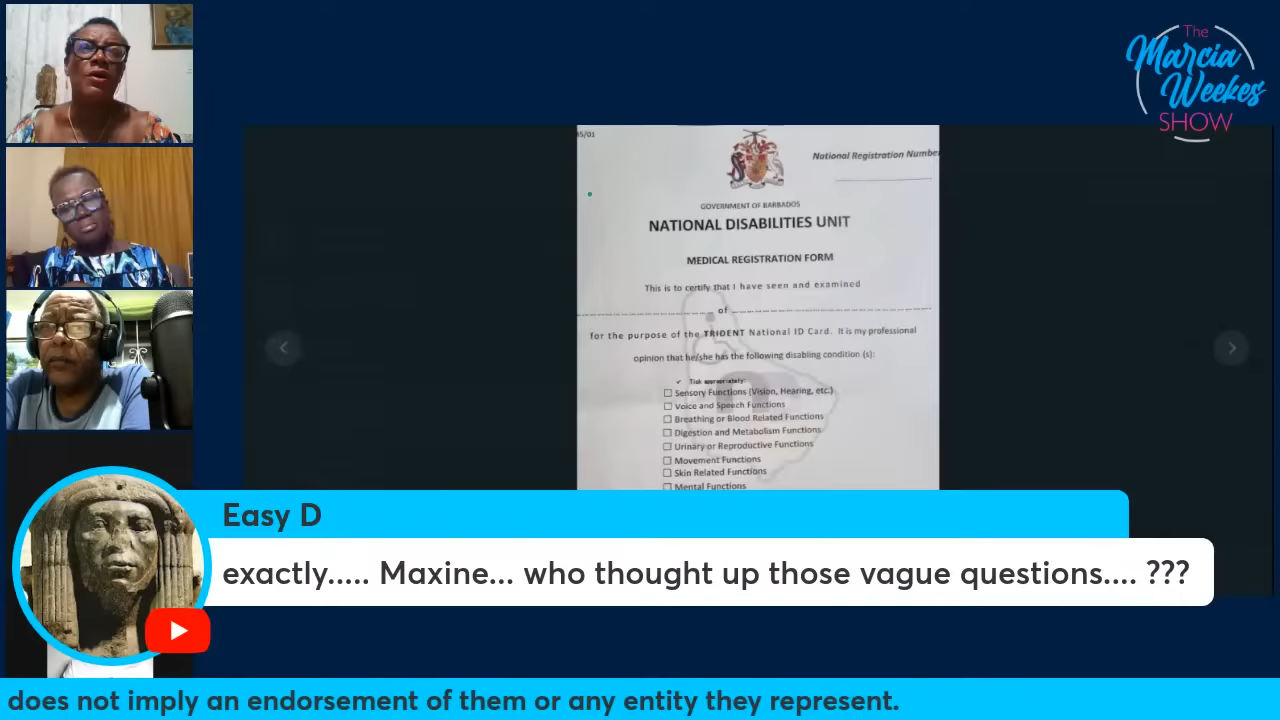 The
Marcia
Weekes
SHOW
45/01
National Registration Number
GOVERNMENT OF BARBADOS
NATIONAL DISABILITIES UNIT
MEDICAL REGISTRATION FORM
This is to certify that I have seen and examined
of
for the purpose of the TRIDENT National ID Card. It is my professional
opinion that he/she has the following disabling condition (s):
✓ Tick appropriately:
☐ Sensory Functions (Vision, Hearing, etc.)
☐ Voice and Speech Functions
☐ Breathing or Blood Related Functions
☐ Digestion and Metabolism Functions
☐ Urinary or Reproductive Functions
☐ Movement Functions
☐ Skin Related Functions
☐ Mental Functions
Easy D
exactly..... Maxine... who thought up those vague questions.... ???
does not imply an endorsement of them or any entity they represent.